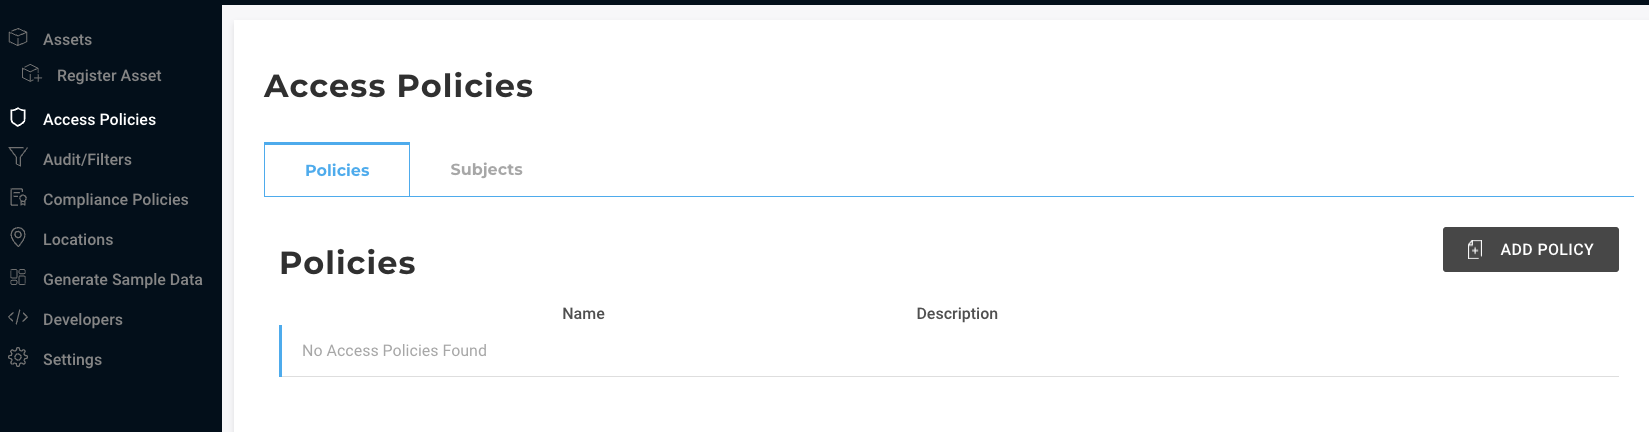 Assets
Register Asset
Access Policies
Audit/Filters
Compliance Policies
Locations
Generate Sample Data
Developers
Settings
Access Policies
Policies
Subjects
Policies
ADD POLICY
Name
Description
No Access Policies Found